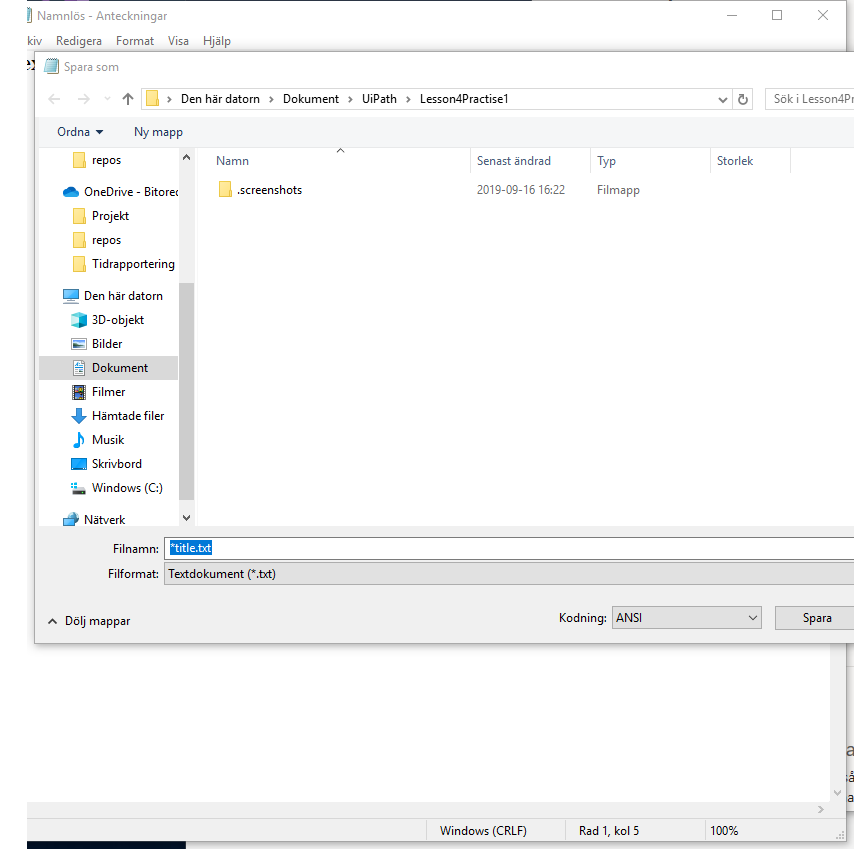 Namnlös - Anteckningar
kiv Redigera Format Visa Hjälp
Spara som
Den här datorn › Dokument › UiPath › Lesson4Practise1
Sök i Lesson4Pr
Ordna Ny mapp
Namn Senast ändrad Typ Storlek
.screenshots 2019-09-16 16:22 Filmapp
repos
OneDrive - Bitored
Projekt
repos
Tidrapportering
Den här datorn
3D-objekt
Bilder
Dokument
Filmer
Hämtade filer
Musik
Skrivbord
Windows (C:)
Nätverk
Filnamn: *title.txt
Filformat: Textdokument (*.txt)
Dölj mappar
Kodning: ANSI
Spara
Windows (CRLF) Rad 1, kol 5 100%